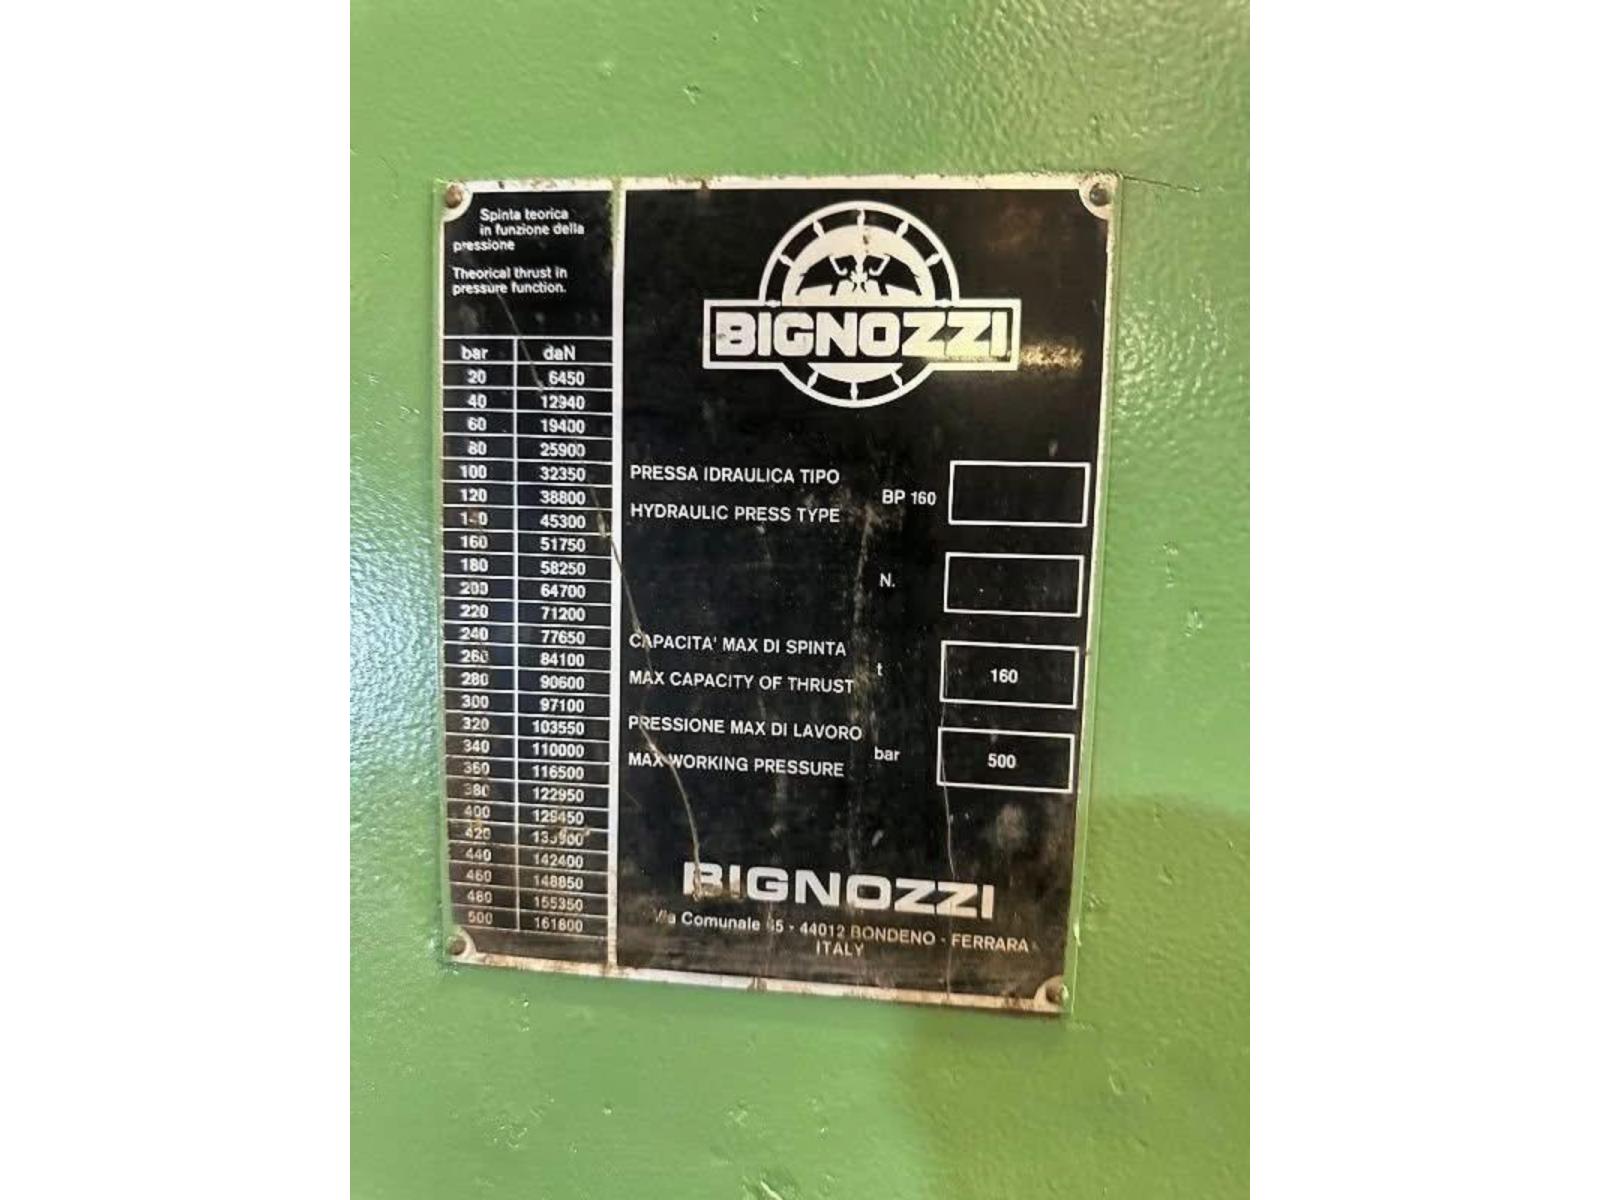 Spinta teorica
in funzione della
pressione
Theorical thrust in
pressure function.
bar daN
20 6450
40 12940
60 19400
80 25900
100 32350
120 38800
45300
160 51750
180 58250
200 64700
220 71200
240 77650
260 84100
280 90600
300 97100
320 103550
340 110000
360 116500
380 122950
400 129450
420
440 142400
460 148850
480 155350
500 161800
BIGNOZZI
PRESSA IDRAULICA TIPO
BP 160
HYDRAULIC PRESS TYPE
N.
CAPACITA' MAX DI SPINTA
t 160
MAX CAPACITY OF THRUST
PRESSIONE MAX DI LAVORO
bar 500
MAX WORKING PRESSURE
BIGNOZZI
Via Comunale - 44012 BONDENO - FERRARA
ITALY